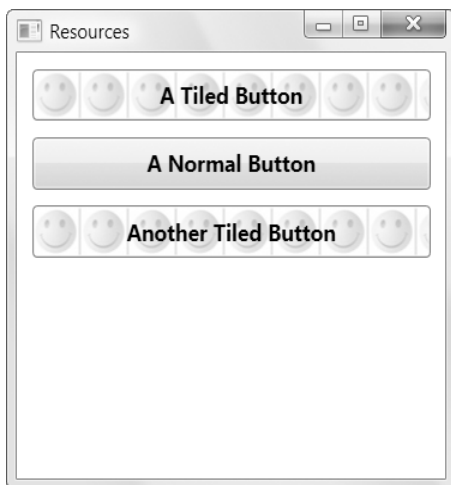 Resources
A Tiled Button
A Normal Button
Another Tiled Button